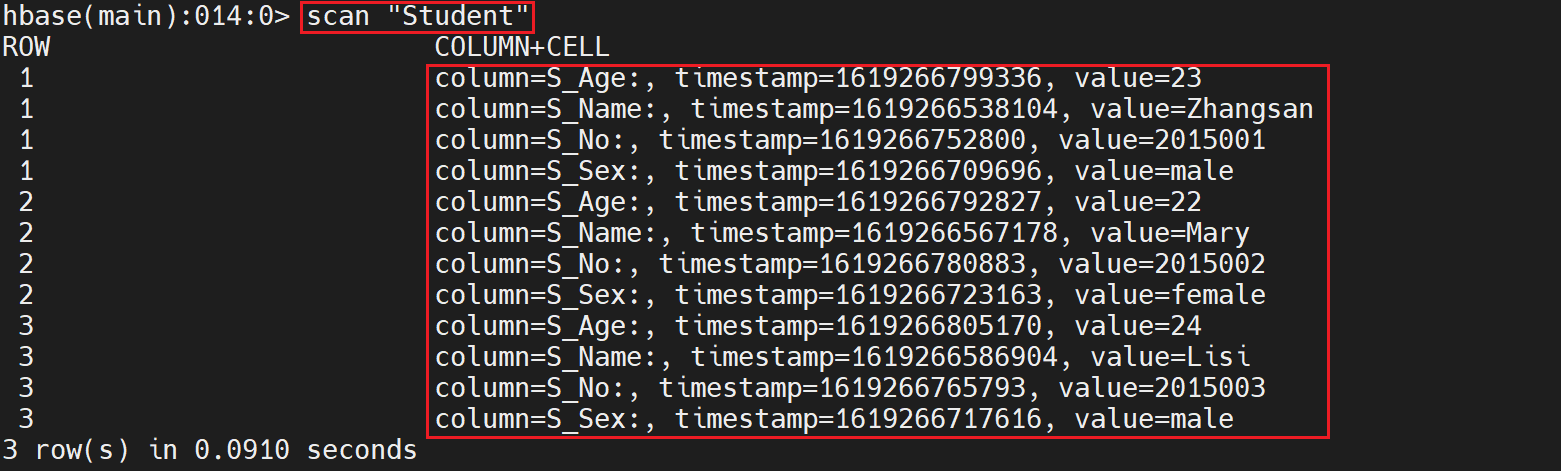 hbase(main):014:0> scan "Student"
ROW COLUMN+CELL
1 column=S_Age:, timestamp=1619266799336, value=23
1 column=S_Name:, timestamp=1619266538104, value=Zhangsan
1 column=S_No:, timestamp=1619266752800, value=2015001
1 column=S_Sex:, timestamp=1619266709696, value=male
2 column=S_Age:, timestamp=1619266792827, value=22
2 column=S_Name:, timestamp=1619266567178, value=Mary
2 column=S_No:, timestamp=1619266780883, value=2015002
2 column=S_Sex:, timestamp=1619266723163, value=female
3 column=S_Age:, timestamp=1619266805170, value=24
3 column=S_Name:, timestamp=1619266586904, value=Lisi
3 column=S_No:, timestamp=1619266765793, value=2015003
3 column=S_Sex:, timestamp=1619266717616, value=male
3 row(s) in 0.0910 seconds